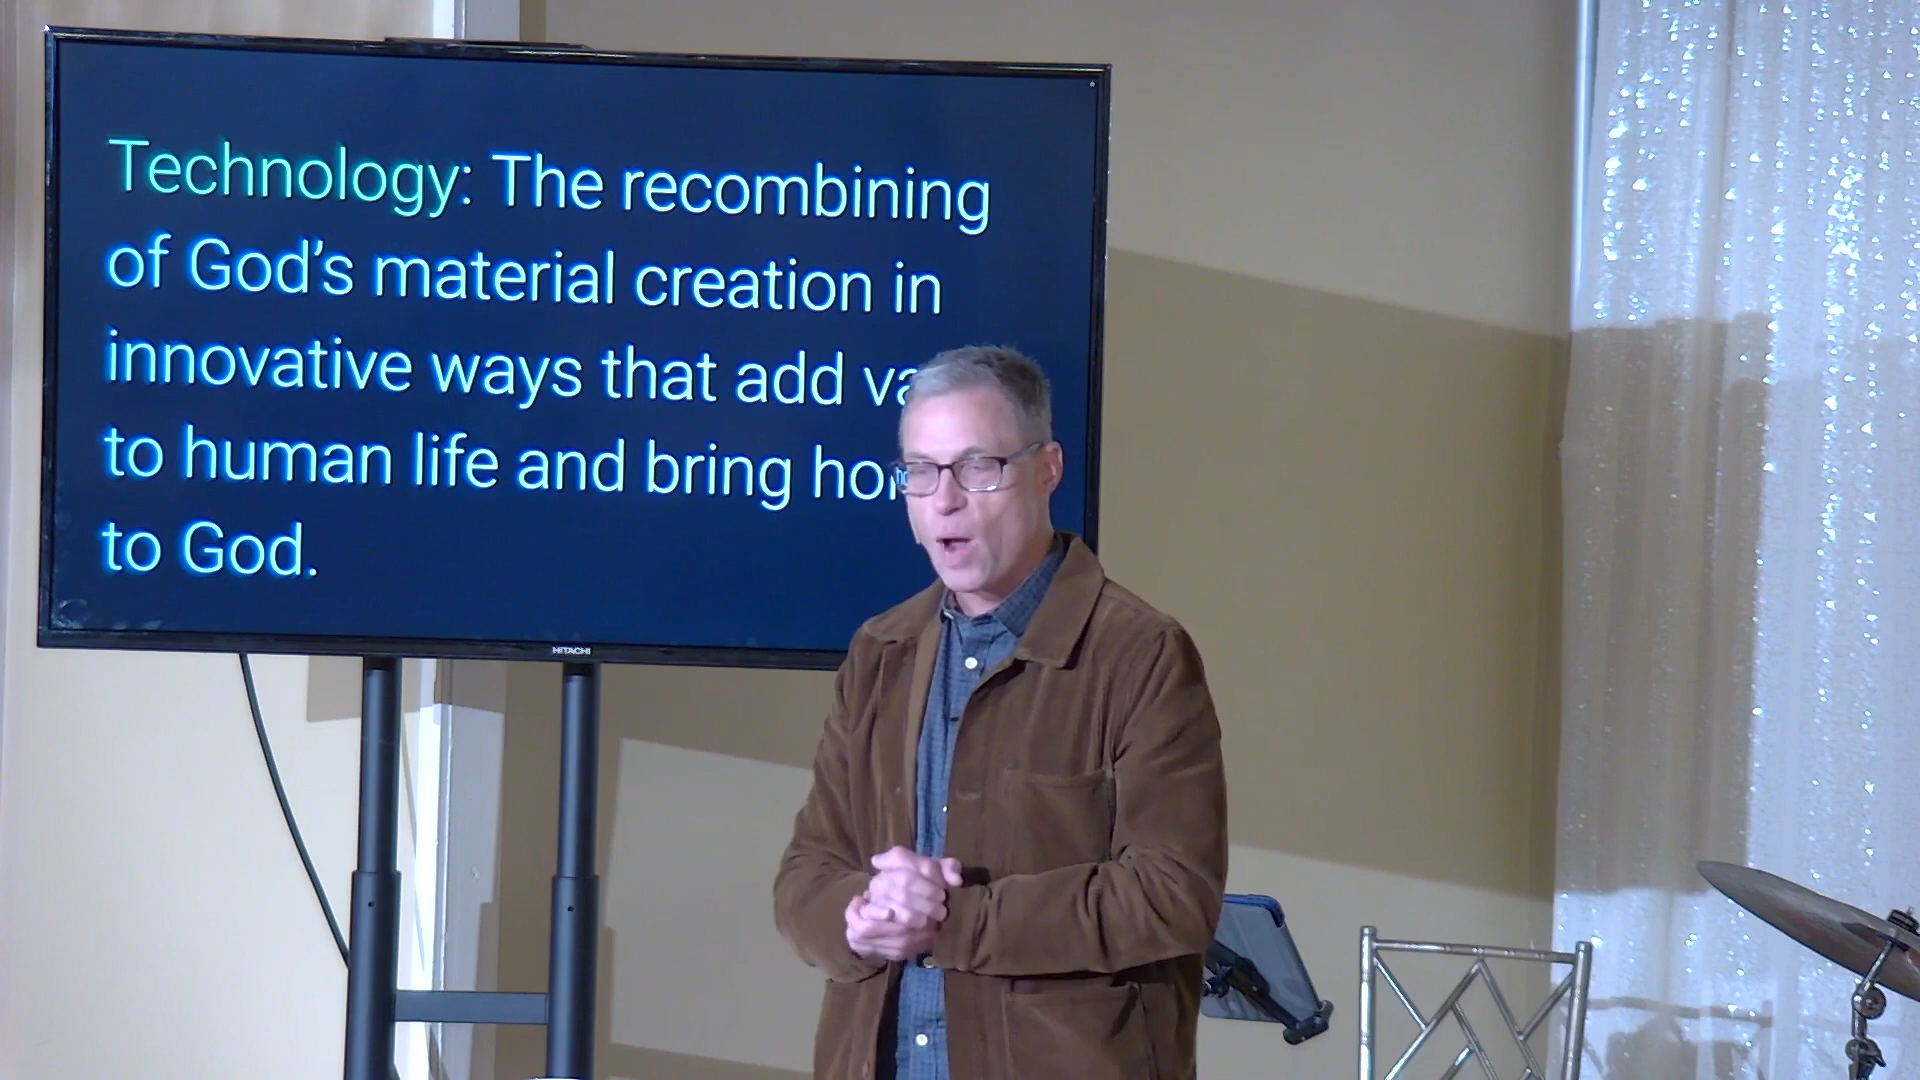 Technology: The recombining
of God's material creation in
innovative ways that add
to human life and bring
to God.
HITACHI